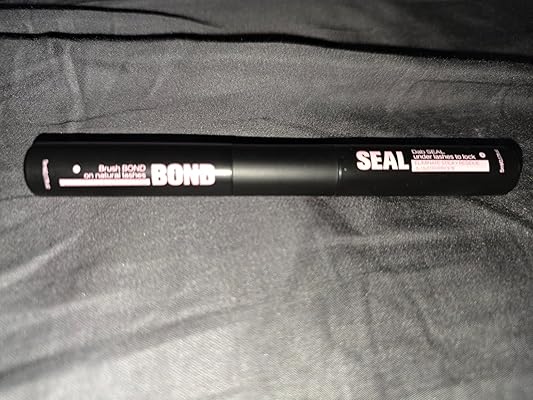 Brush BOND
on natural lashes
BOND
SEAL
Dab SEAL
under lashes to lock